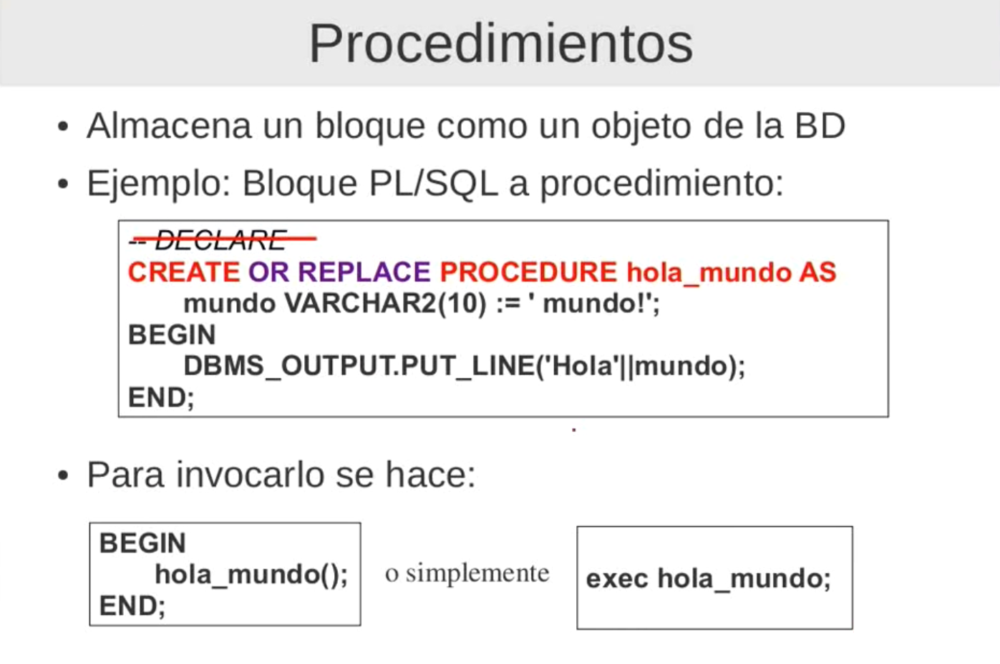 Procedimientos
• Almacena un bloque como un objeto de la BD
• Ejemplo: Bloque PL/SQL a procedimiento:
-- DECLARE
CREATE OR REPLACE PROCEDURE hola_mundo AS
mundo VARCHAR2(10) := ' mundo!';
BEGIN
DBMS_OUTPUT.PUT_LINE('Hola'||mundo);
END;
• Para invocarlo se hace:
BEGIN
hola_mundo();
END;
o simplemente
exec hola_mundo;